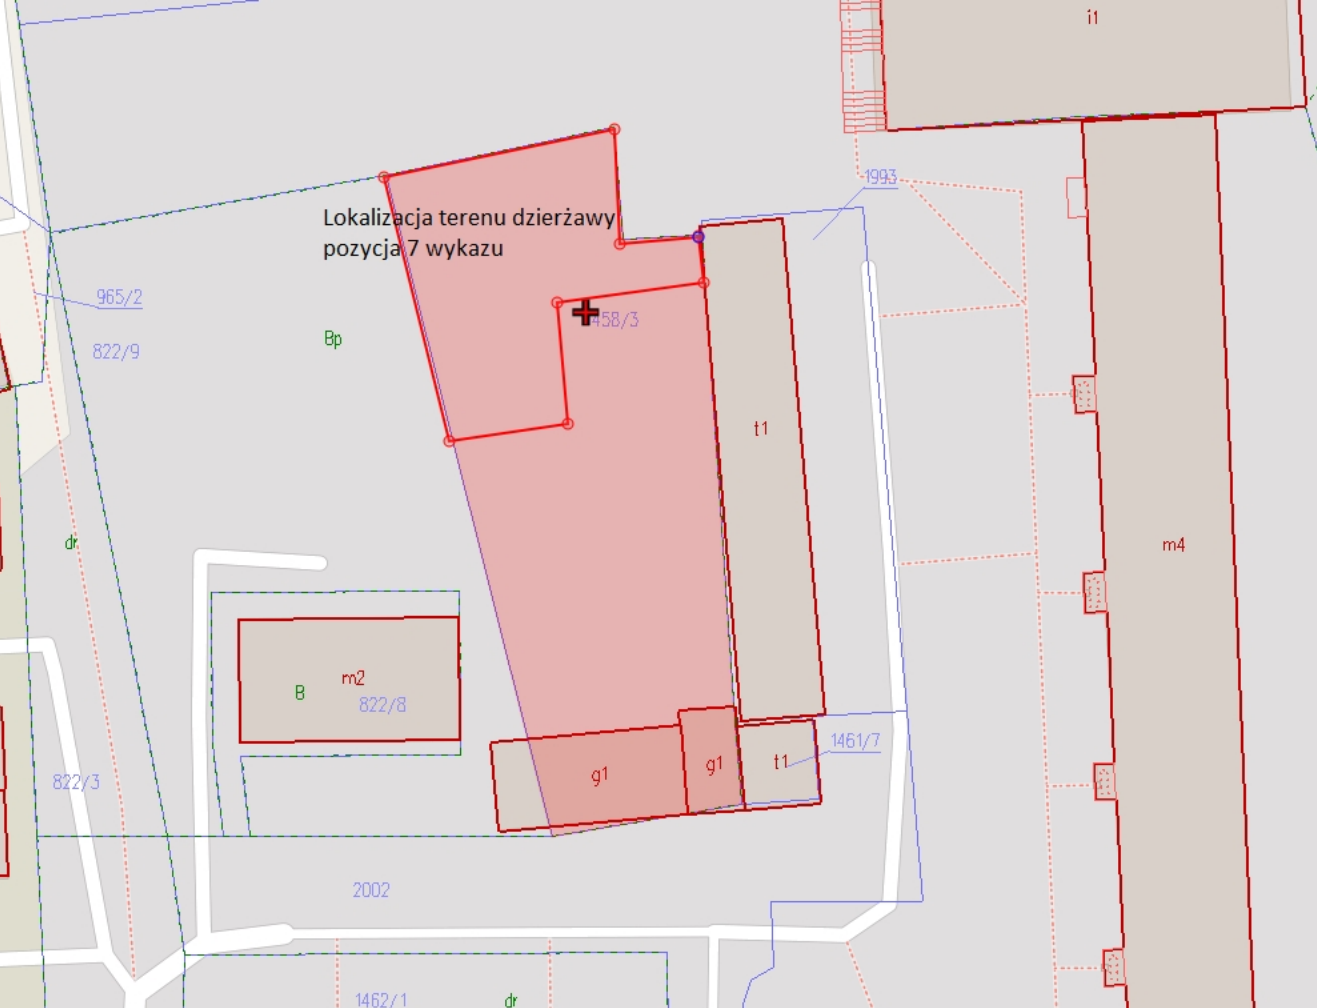 i1
1993
Lokalizacja terenu dzierżawy
pozycja 7 wykazu
965/2
458/3
Bp
822/9
t1
dr
m4
m2
B
822/8
1461/7
g1
g1
t1
822/3
2002
1462/1
dr